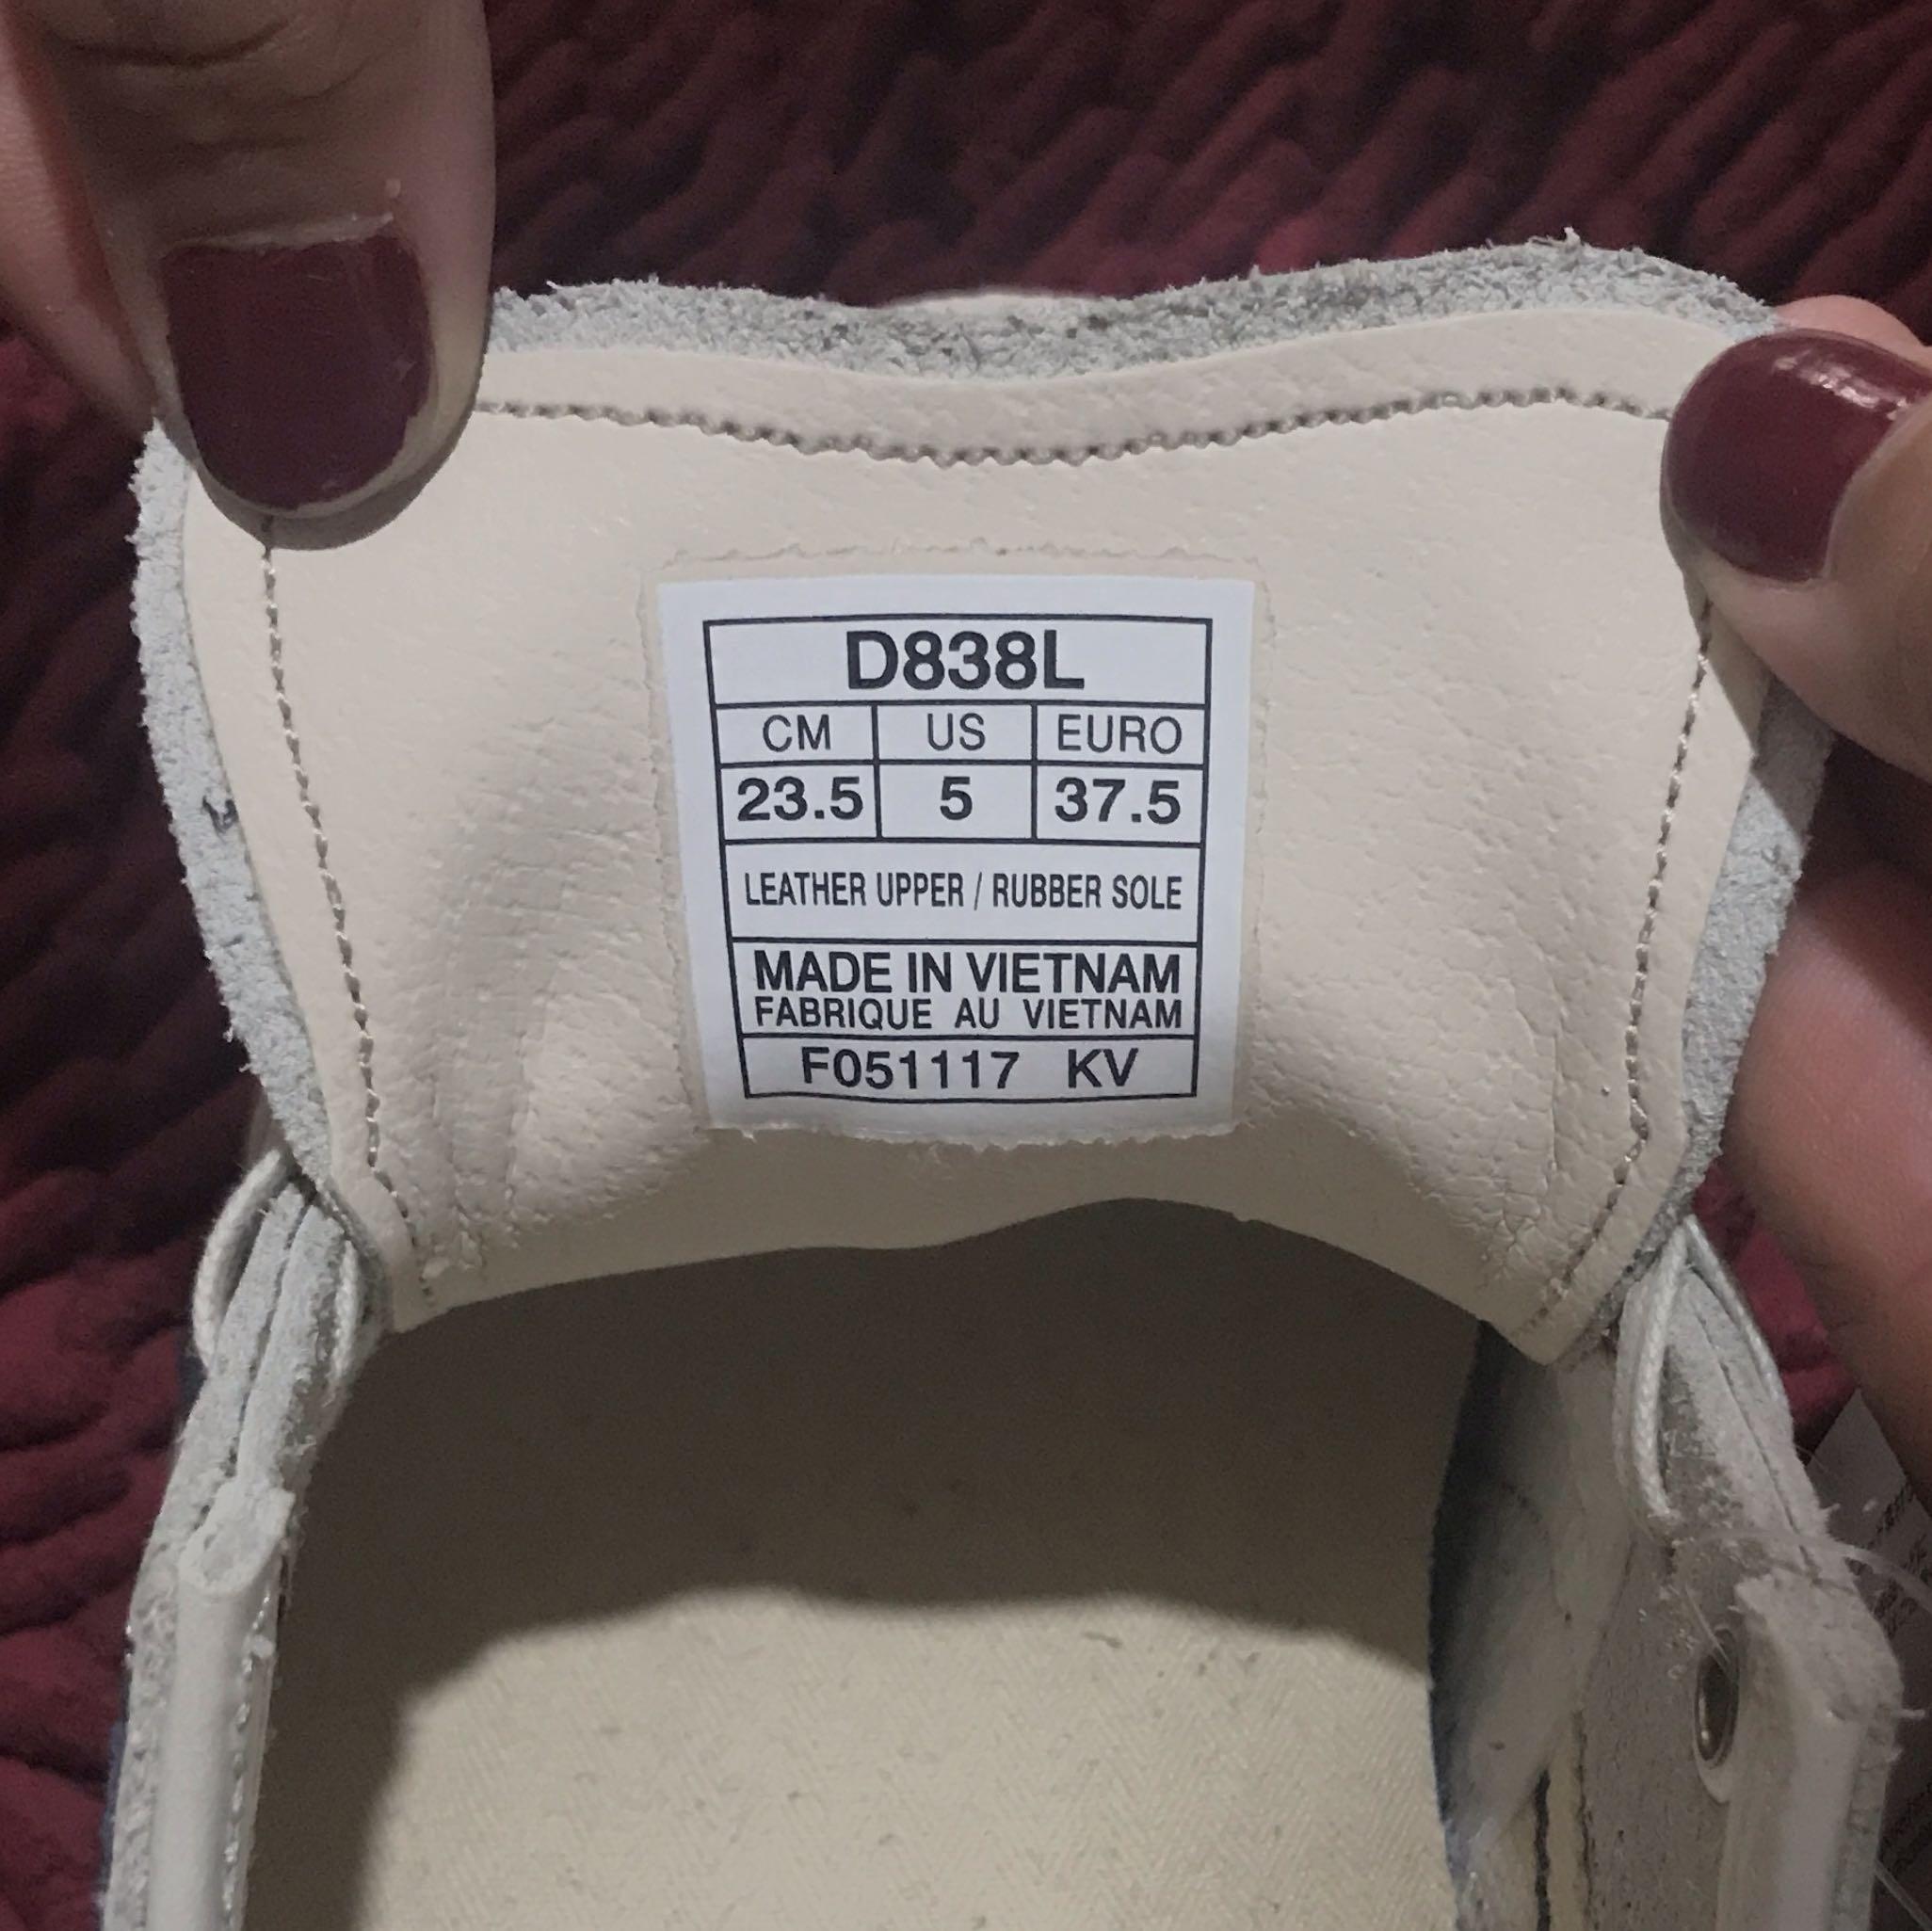 D838L
CM US EURO
23.5 5 37.5
LEATHER UPPER / RUBBER SOLE
MADE IN VIETNAM
FABRIQUE AU VIETNAM
F051117 KV